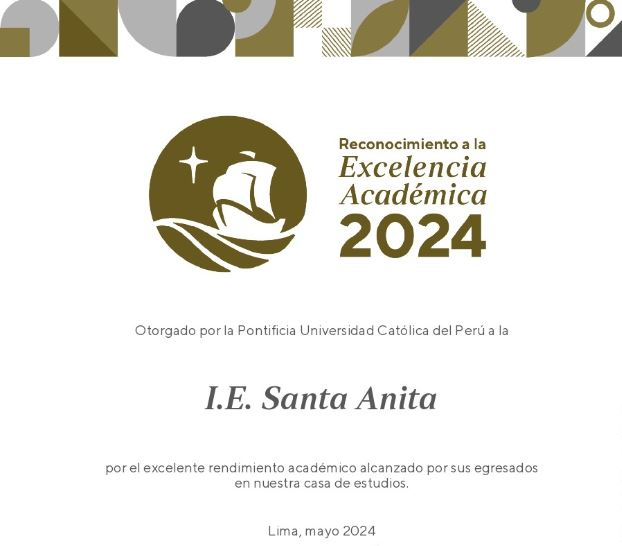 Reconocimiento a la
Excelencia
Académica
2024
Otorgado por la Pontificia Universidad Católica del Perú a la
I.E. Santa Anita
por el excelente rendimiento académico alcanzado por sus egresados
en nuestra casa de estudios.
Lima, mayo 2024